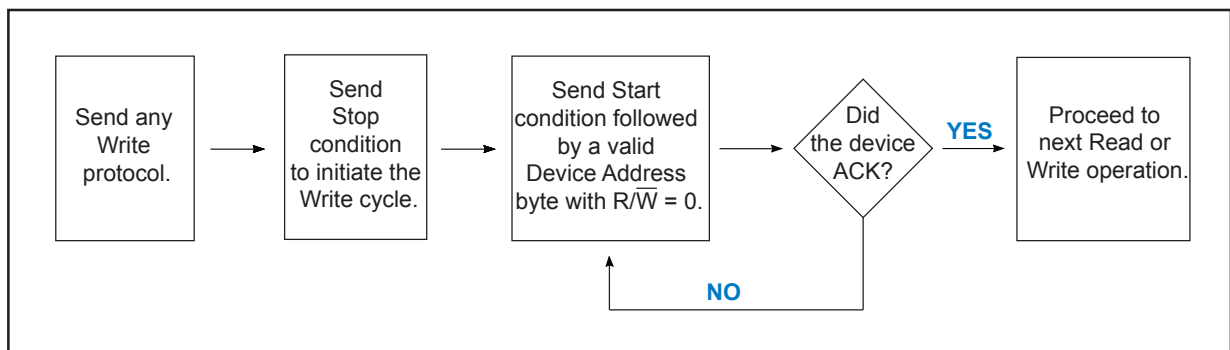 Send any
Write
protocol.
Send
Stop
condition
to initiate the
Write cycle.
Send Start
condition followed
by a valid
Device Address
byte with R/W̅ = 0.
Did
the device
ACK?
YES
NO
Proceed to
next Read or
Write operation.